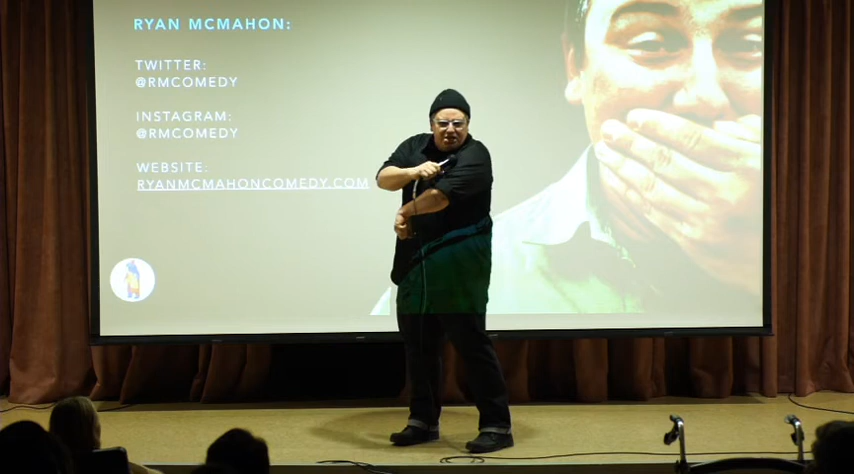 RYAN MCMAHON:
TWITTER:
@RMCOMEDY
INSTAGRAM:
@RMCOMEDY
WEBSITE:
RYANMCMAHONCOMEDY.COM